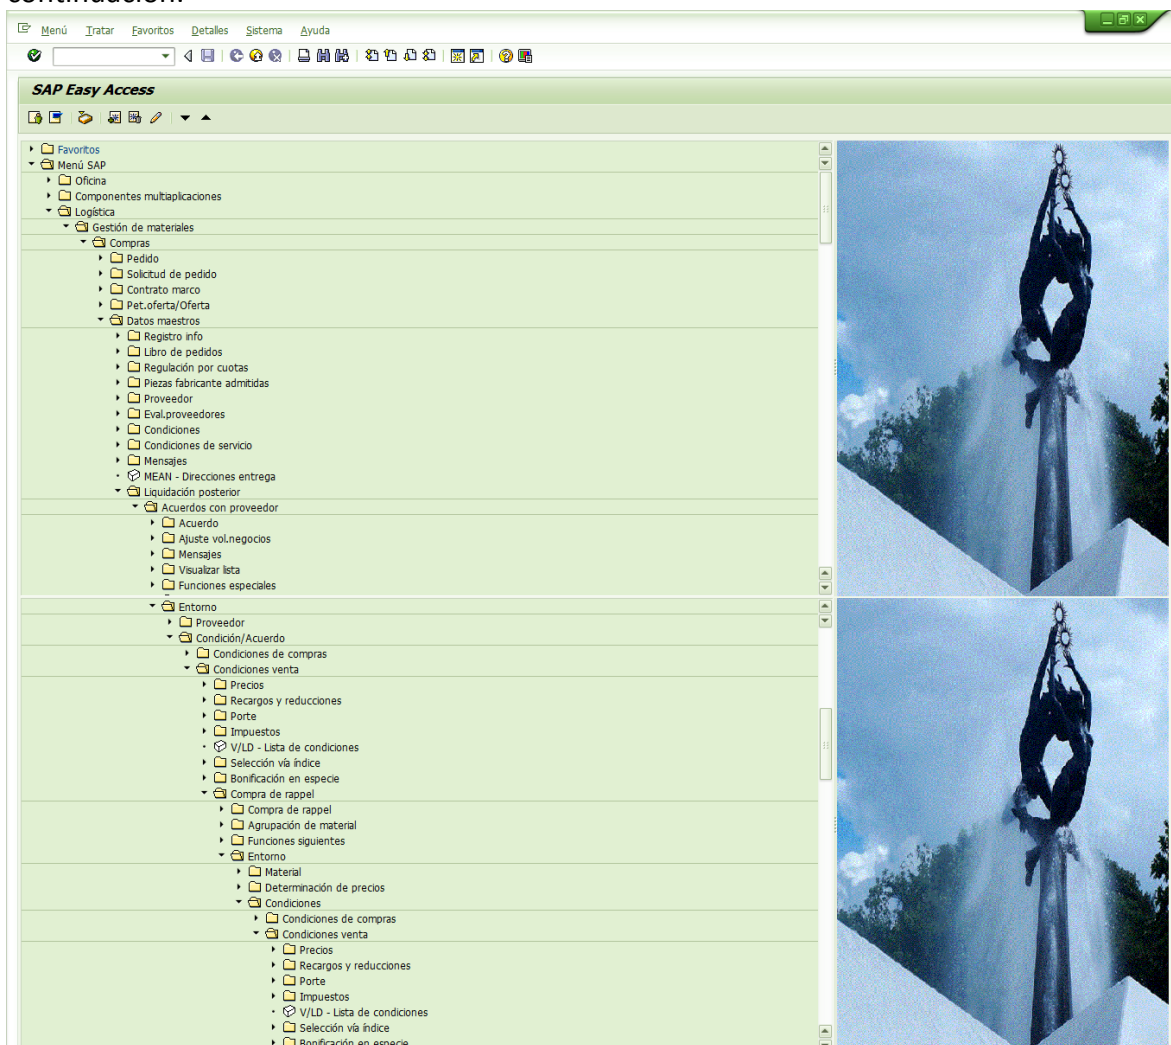 continuación:
Menú Tratar Favoritos Detalles Sistema Ayuda
SAP Easy Access
Favoritos
Menú SAP
Oficina
Componentes multiaplicaciones
Logística
Gestión de materiales
Compras
Pedido
Solicitud de pedido
Contrato marco
Pet.oferta/Oferta
Datos maestros
Registro info
Libro de pedidos
Regulación por cuotas
Piezas fabricante admitidas
Proveedor
Eval.proveedores
Condiciones
Condiciones de servicio
Mensajes
MEAN - Direcciones entrega
Liquidación posterior
Acuerdos con proveedor
Acuerdo
Ajuste vol.negocios
Mensajes
Visualizar lista
Funciones especiales
Entorno
Proveedor
Condición/Acuerdo
Condiciones de compras
Condiciones venta
Precios
Recargos y reducciones
Porte
Impuestos
V/LD - Lista de condiciones
Selección vía índice
Bonificación en especie
Compra de rappel
Compra de rappel
Agrupación de material
Funciones siguientes
Entorno
Material
Determinación de precios
Condiciones
Condiciones de compras
Condiciones venta
Precios
Recargos y reducciones
Porte
Impuestos
V/LD - Lista de condiciones
Selección vía índice
Bonificación en especie